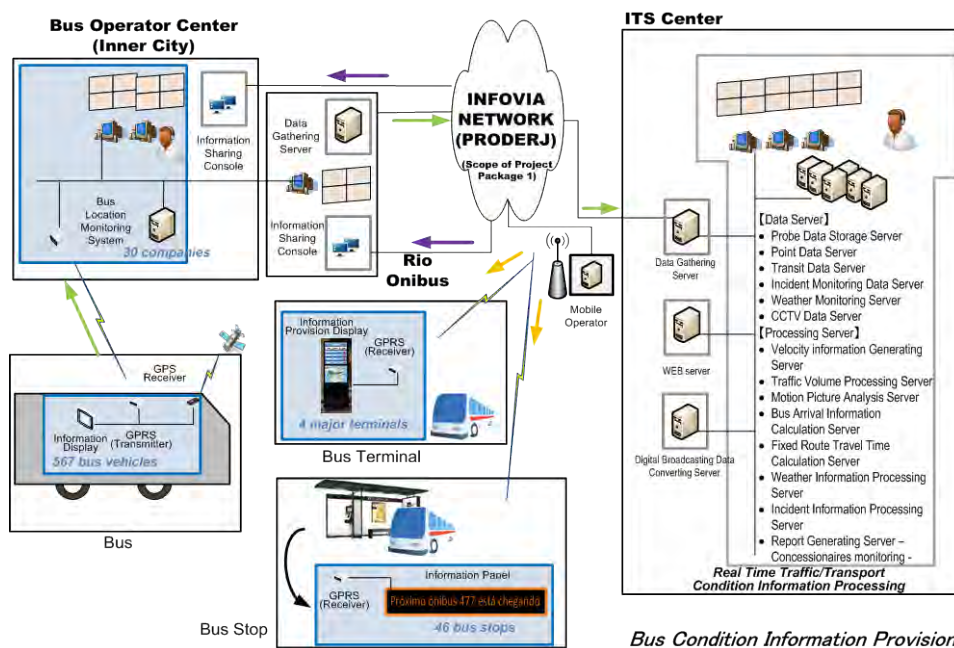 Bus Operator Center
(Inner City)
Information
Sharing
Console
Bus
Location
Monitoring
System
30 companies
Data
Gathering
Server
Information
Sharing
Console
Rio
Onibus
INFOVIA
NETWORK
(PRODERJ)
(Scope of Project
Package 1)
Mobile
Operator
GPS
Receiver
Information
Display
GPRS
(Transmitter)
567 bus vehicles
Bus
Information
Provision Display
GPRS
(Receiver)
4 major terminals
Bus Terminal
Information Panel
GPRS
(Receiver)
Próximo ônibus 477 está chegando
46 bus stops
Bus Stop
ITS Center
Data Gathering
Server
WEB server
Digital Broadcasting Data
Converting Server
【Data Server】
• Probe Data Storage Server
• Point Data Server
• Transit Data Server
• Incident Monitoring Data Server
• Weather Monitoring Server
• CCTV Data Server
【Processing Server】
• Velocity information Generating
Server
• Traffic Volume Processing Server
• Motion Picture Analysis Server
• Bus Arrival Information
Calculation Server
• Fixed Route Travel Time
Calculation Server
• Weather Information Processing
Server
• Incident Information Processing
Server
• Report Generating Server –
Concessionaires monitoring -
Real Time Traffic/Transport
Condition Information Processing
Bus Condition Information Provision